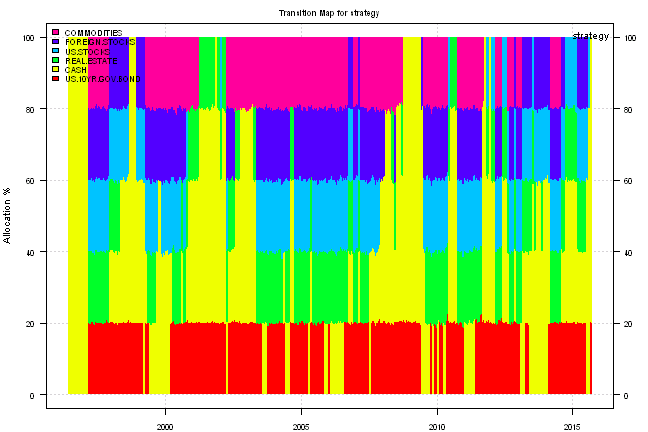 Transition Map for strategy
strategy
COMMODITIES
FOREIGN.STOCKS
US.STOCKS
REAL.ESTATE
CASH
US.10YR.GOV.BOND
Allocation %
100
80
60
40
20
0
100
80
60
40
20
0
2000
2005
2010
2015